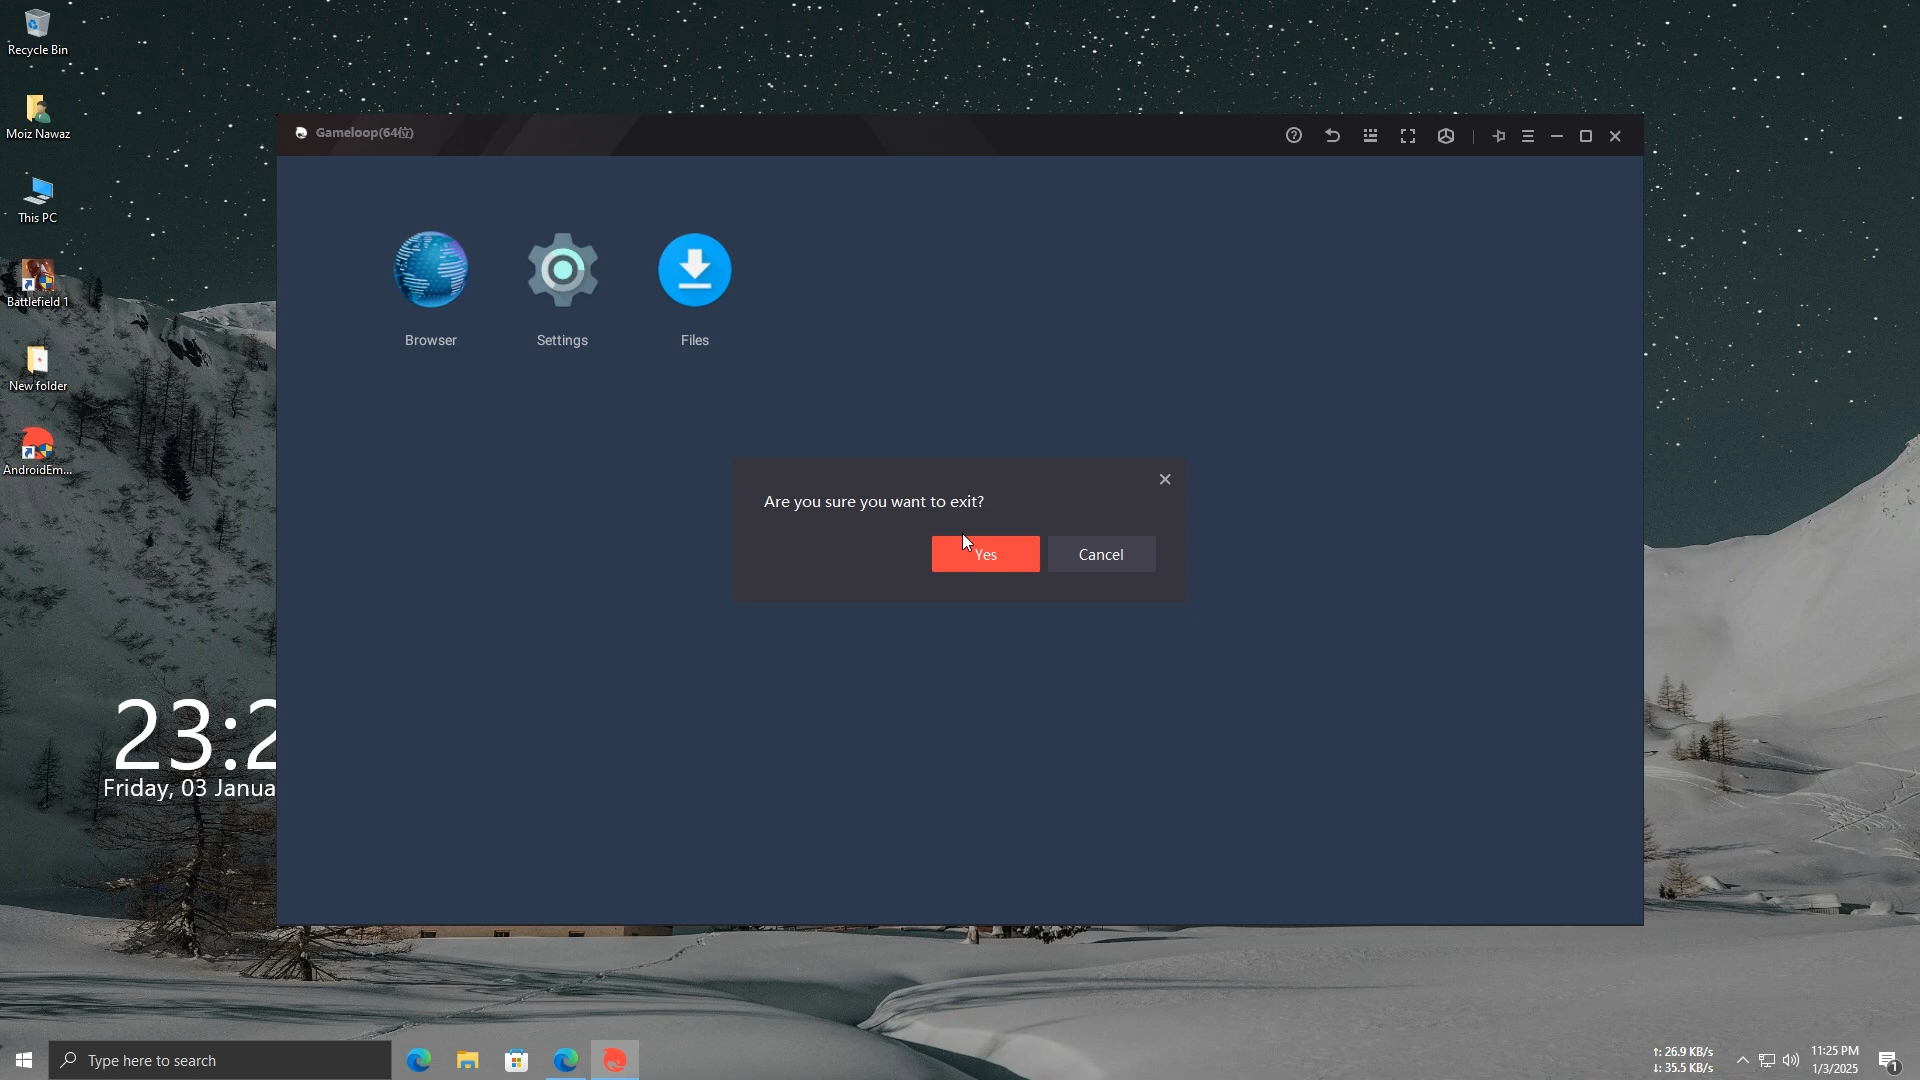 Recycle Bin
Moiz Nawaz
This PC
Battlefield 1
New folder
AndroidEm...
Gameloop(64位)
Browser
Settings
Files
Are you sure you want to exit?
Yes
Cancel
23:2
Friday, 03 Janua
Type here to search
↑: 26.9 KB/s
↓: 35.5 KB/s
11:25 PM
1/3/2025
1